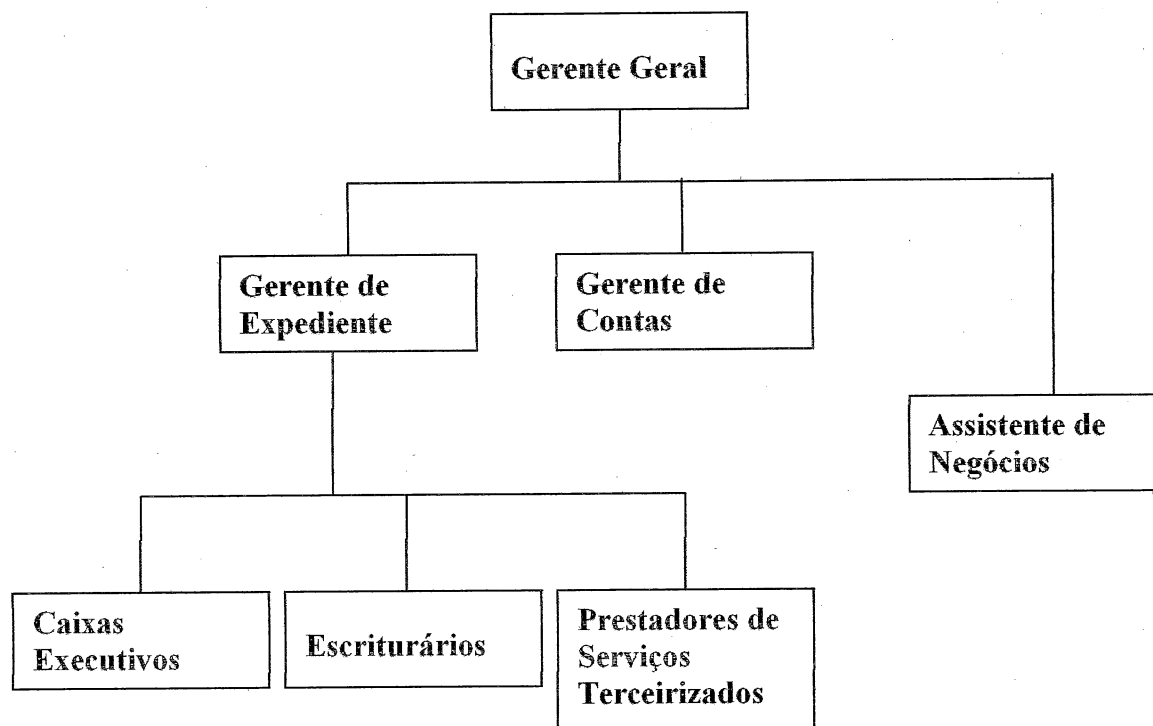 Gerente Geral
Gerente de
Expediente
Gerente de
Contas
Assistente de
Negócios
Caixas
Executivos
Escriturários
Prestadores de
Serviços
Terceirizados